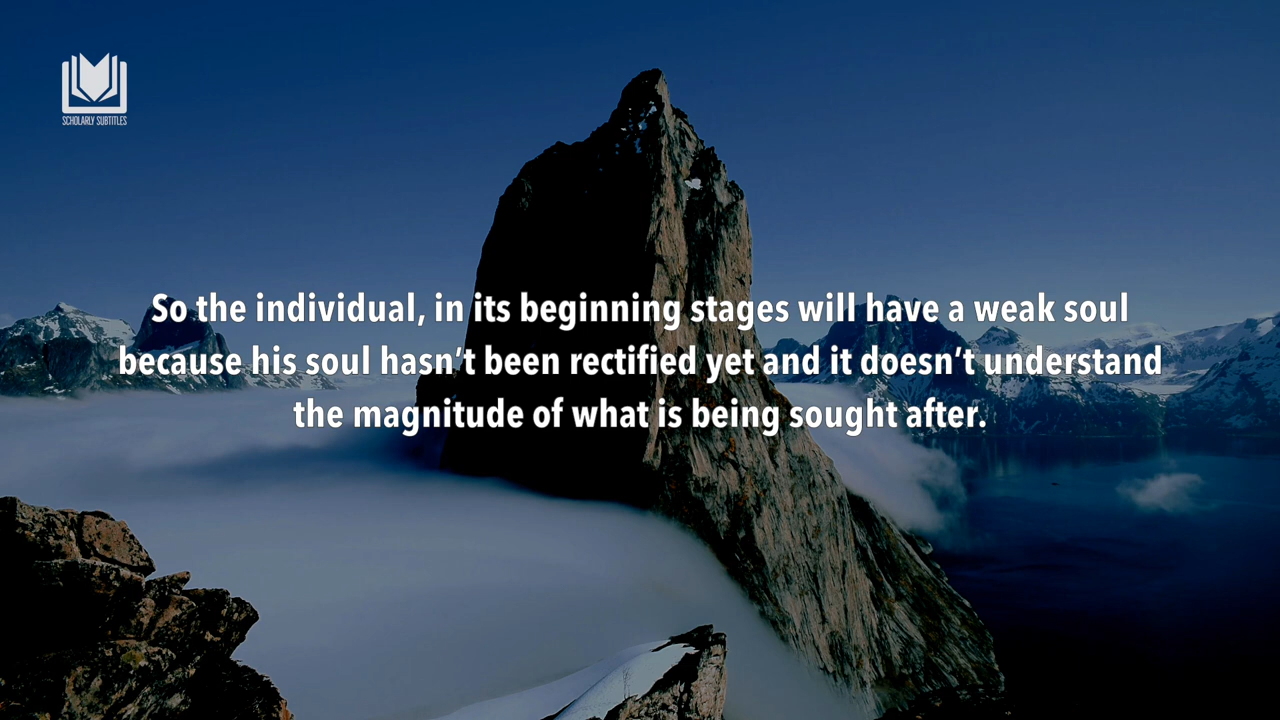 SCHOLARLY SUBTITLES
So the individual, in its beginning stages will have a weak soul
because his soul hasn’t been rectified yet and it doesn’t understand
the magnitude of what is being sought after.